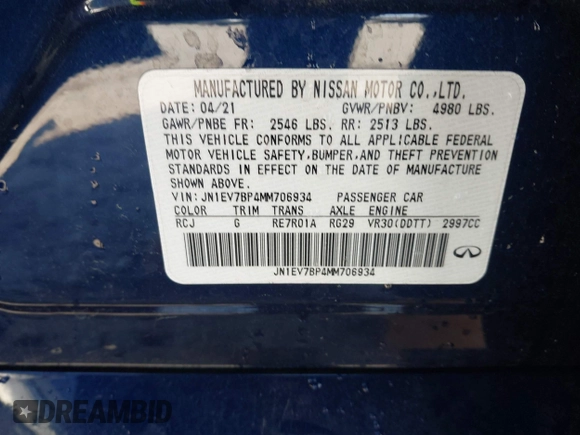 MANUFACTURED BY NISSAN MOTOR CO.,LTD.
DATE: 04/21 GVWR/PNBV: 4980 LBS.
GAWR/PNBE FR: 2546 LBS. RR: 2513 LBS.
THIS VEHICLE CONFORMS TO ALL APPLICABLE FEDERAL
MOTOR VEHICLE SAFETY,BUMPER,AND THEFT PREVENTION
STANDARDS IN EFFECT ON THE DATE OF MANUFACTURE
SHOWN ABOVE.
VIN: JN1EV7BP4MM706934 PASSENGER CAR
COLOR TRIM TRANS AXLE ENGINE
RCJ G RE7R01A RG29 VR30(DDTT) 2997CC
JN1EV7BP4MM706934
DREAMBID